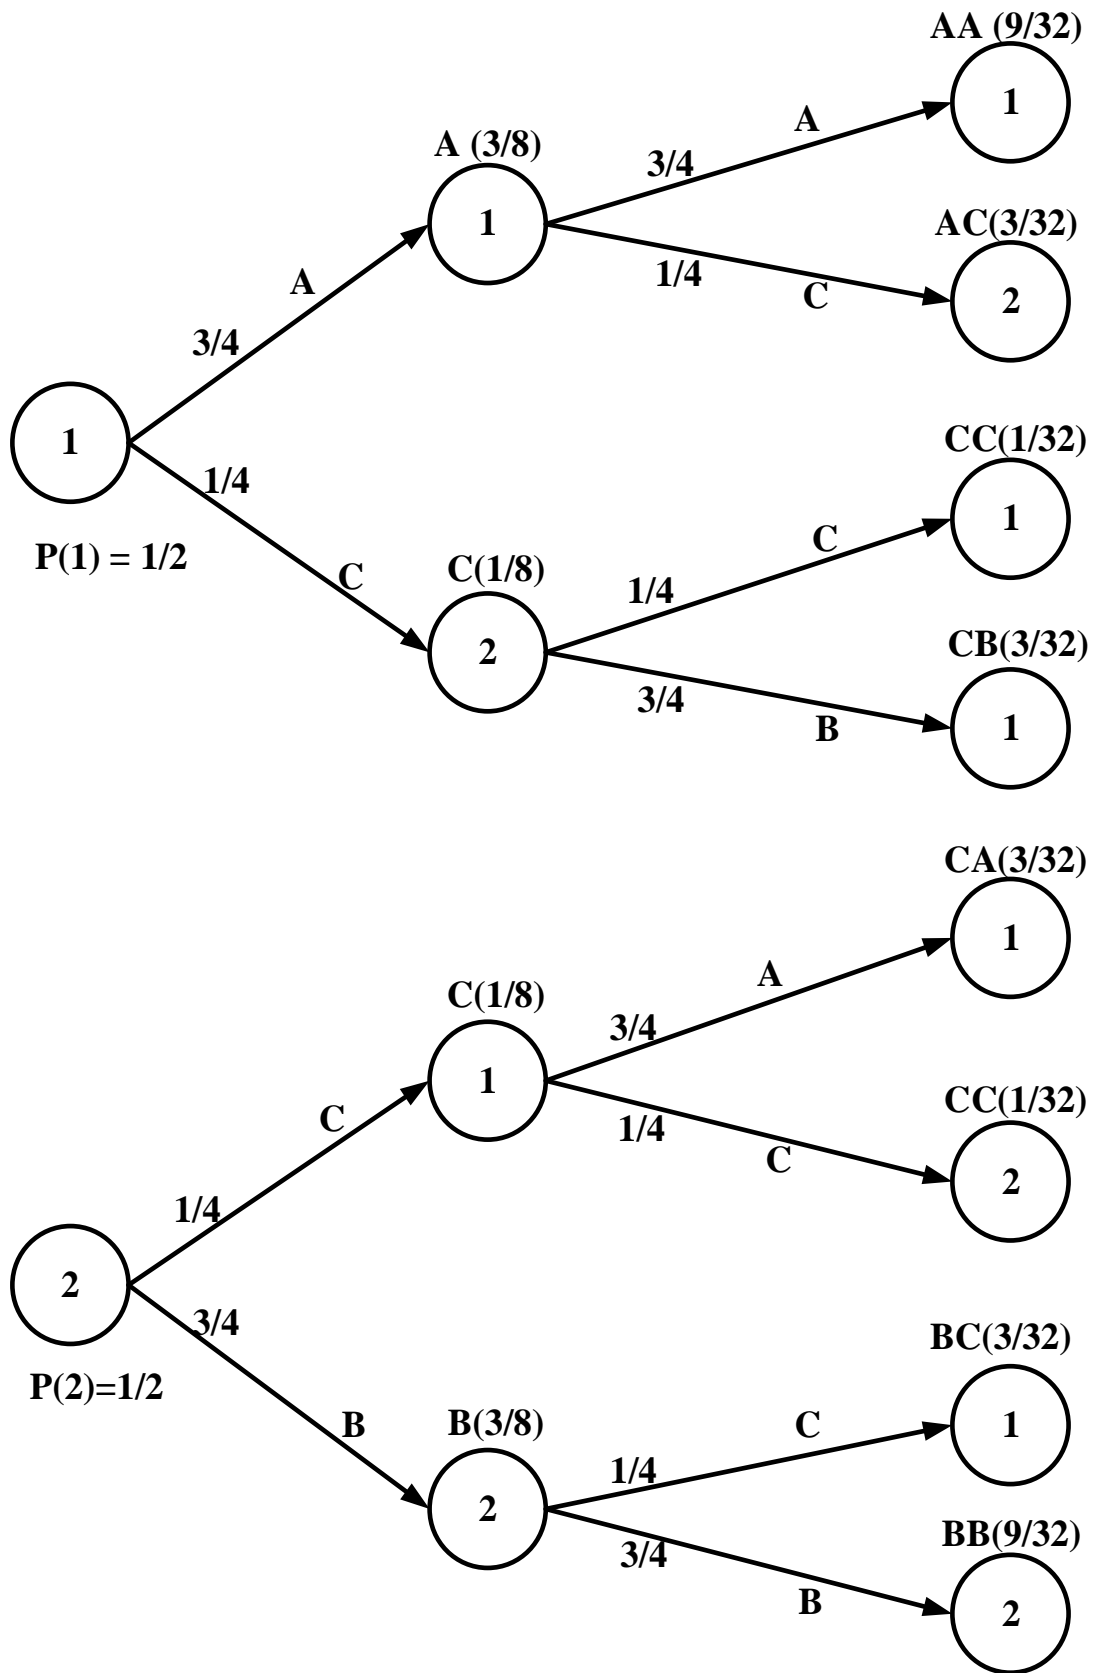 AA (9/32)
1
A
A (3/8)
3/4
1
AC(3/32)
1/4
C
2
A
3/4
CC(1/32)
1
1
1/4
C
P(1) = 1/2
C
C(1/8)
1/4
2
CB(3/32)
3/4
B
1
CA(3/32)
1
A
C(1/8)
3/4
1
CC(1/32)
C
1/4
C
2
1/4
2
3/4
BC(3/32)
P(2)=1/2
B
B(3/8)
C
1
1/4
2
BB(9/32)
3/4
B
2